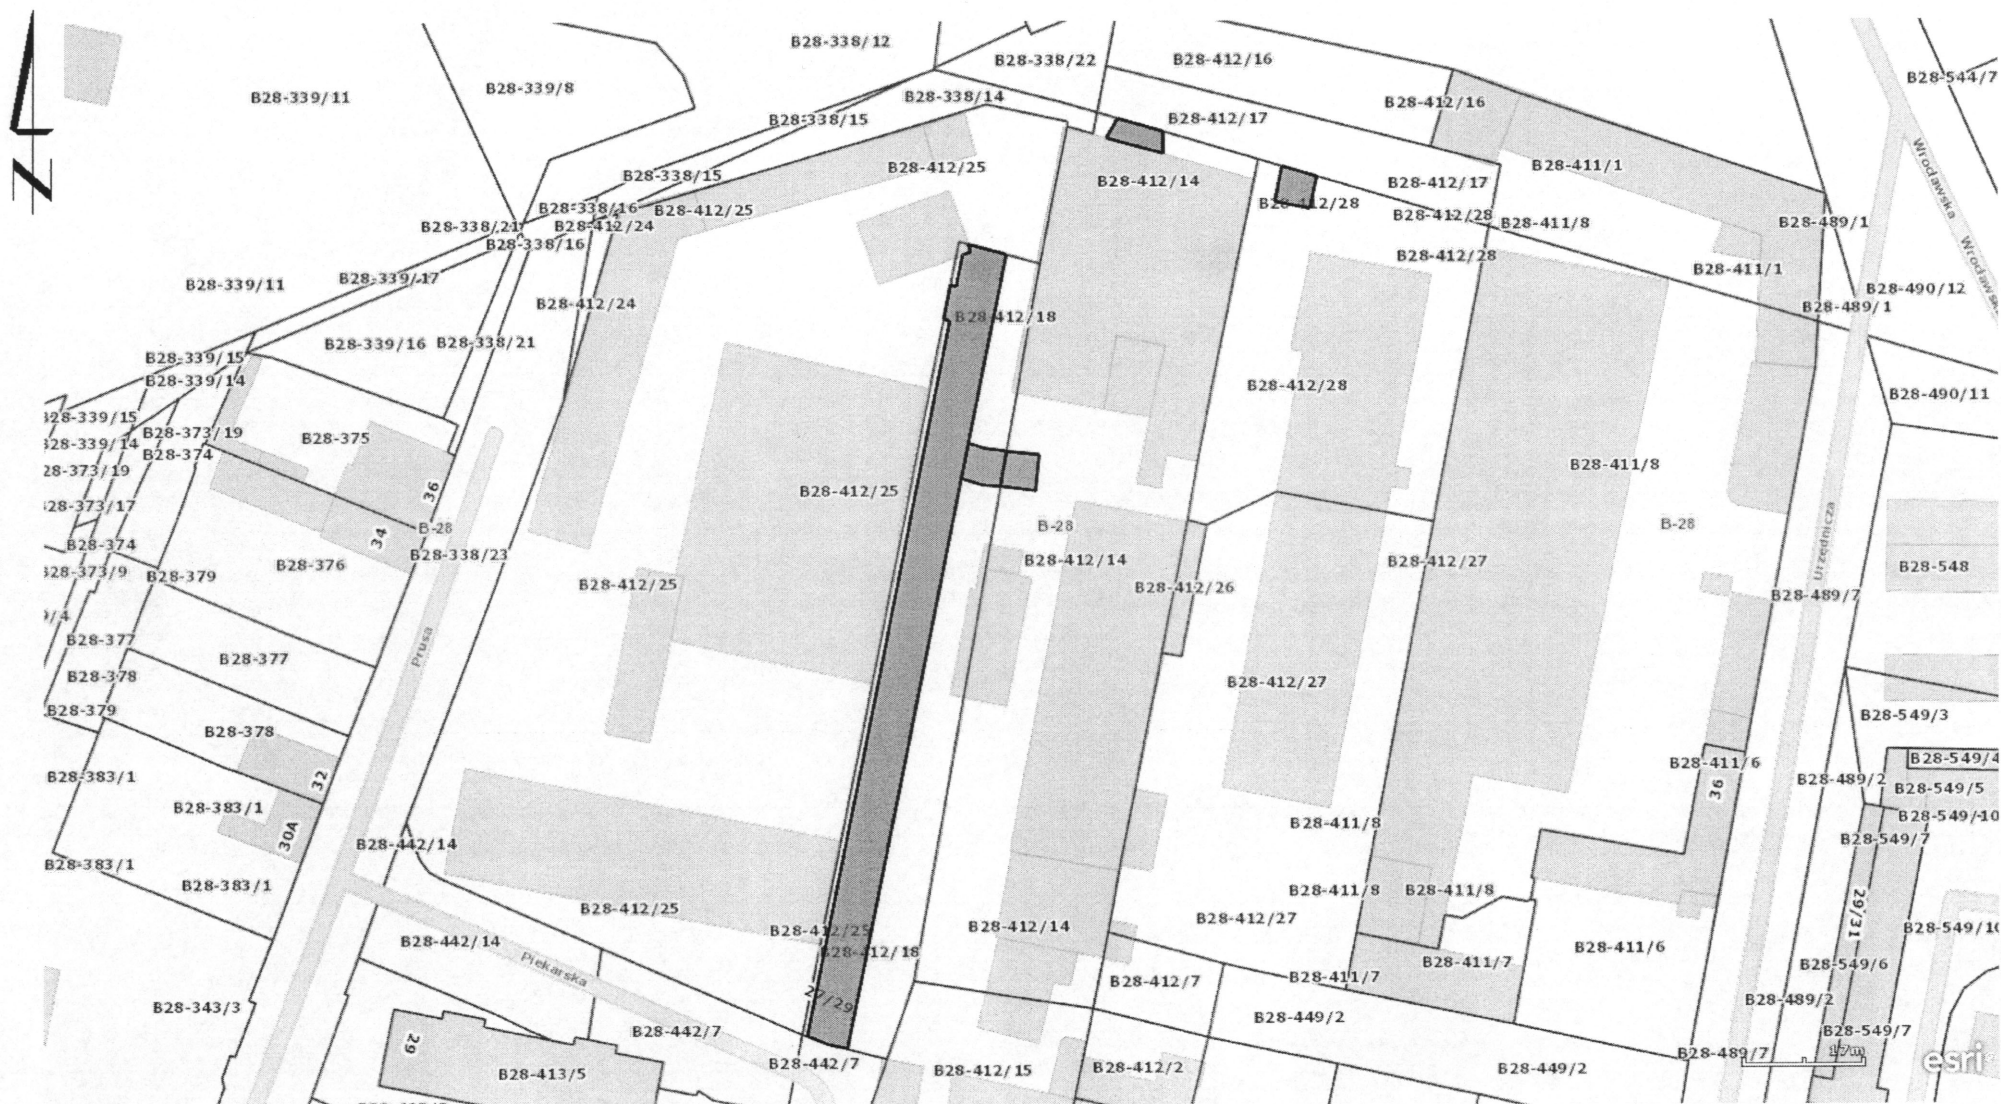 B28-338/12
B28-338/22
B28-412/16
B28-544/7
B28-339/11
B28-339/8
B28-338/14
B28-412/16
B28-338/15
B28-412/17
Wrocławska
Wrocławska
B28-338/15
B28-412/25
B28-412/14
B28-412/17
B28-411/1
B28-338/16
B28-412/25
B28-412/28
B28-412/28
B28-411/8
B28-489/1
B28-338/21
B28-412/24
B28-338/16
B28-412/28
B28-411/1
B28-339/11
B28-339/17
B28-412/24
B28-412/18
B28-490/12
B28-489/1
B28-339/15
B28-339/16
B28-338/21
B28-339/14
B28-412/28
B28-490/11
B28-339/15
B28-373/19
B28-375
B28-339/14
B28-374
28-373/19
B28-412/25
B28-411/8
36
28-373/17
34
B-28
B-28
B-28
B28-374
B28-338/23
B28-412/14
B28-412/27
Urzędnicza
B28-373/9
B28-379
B28-376
B28-412/25
B28-412/26
B28-489/7
B28-548
/4
B28-377
B28-377
Prusa
B28-378
B28-412/27
B28-379
B28-378
B28-549/3
B28-383/1
32
B28-411/6
36
B28-489/2
B28-549/4
B28-549/5
B28-383/1
30A
B28-442/14
B28-411/8
B28-549/10
B28-549/7
B28-383/1
B28-383/1
B28-411/8
B28-411/8
B28-412/25
B28-412/25
B28-412/14
B28-412/27
29/31
B28-549/10
B28-442/14
Piekarska
B28-412/18
B28-411/6
B28-411/7
B28-549/6
B28-412/7
B28-411/7
27/29
B28-489/2
B28-343/3
B28-449/2
B28-442/7
B28-549/7
29
B28-413/5
B28-442/7
B28-412/15
B28-412/2
B28-449/2
B28-489/7
17m
esri
N